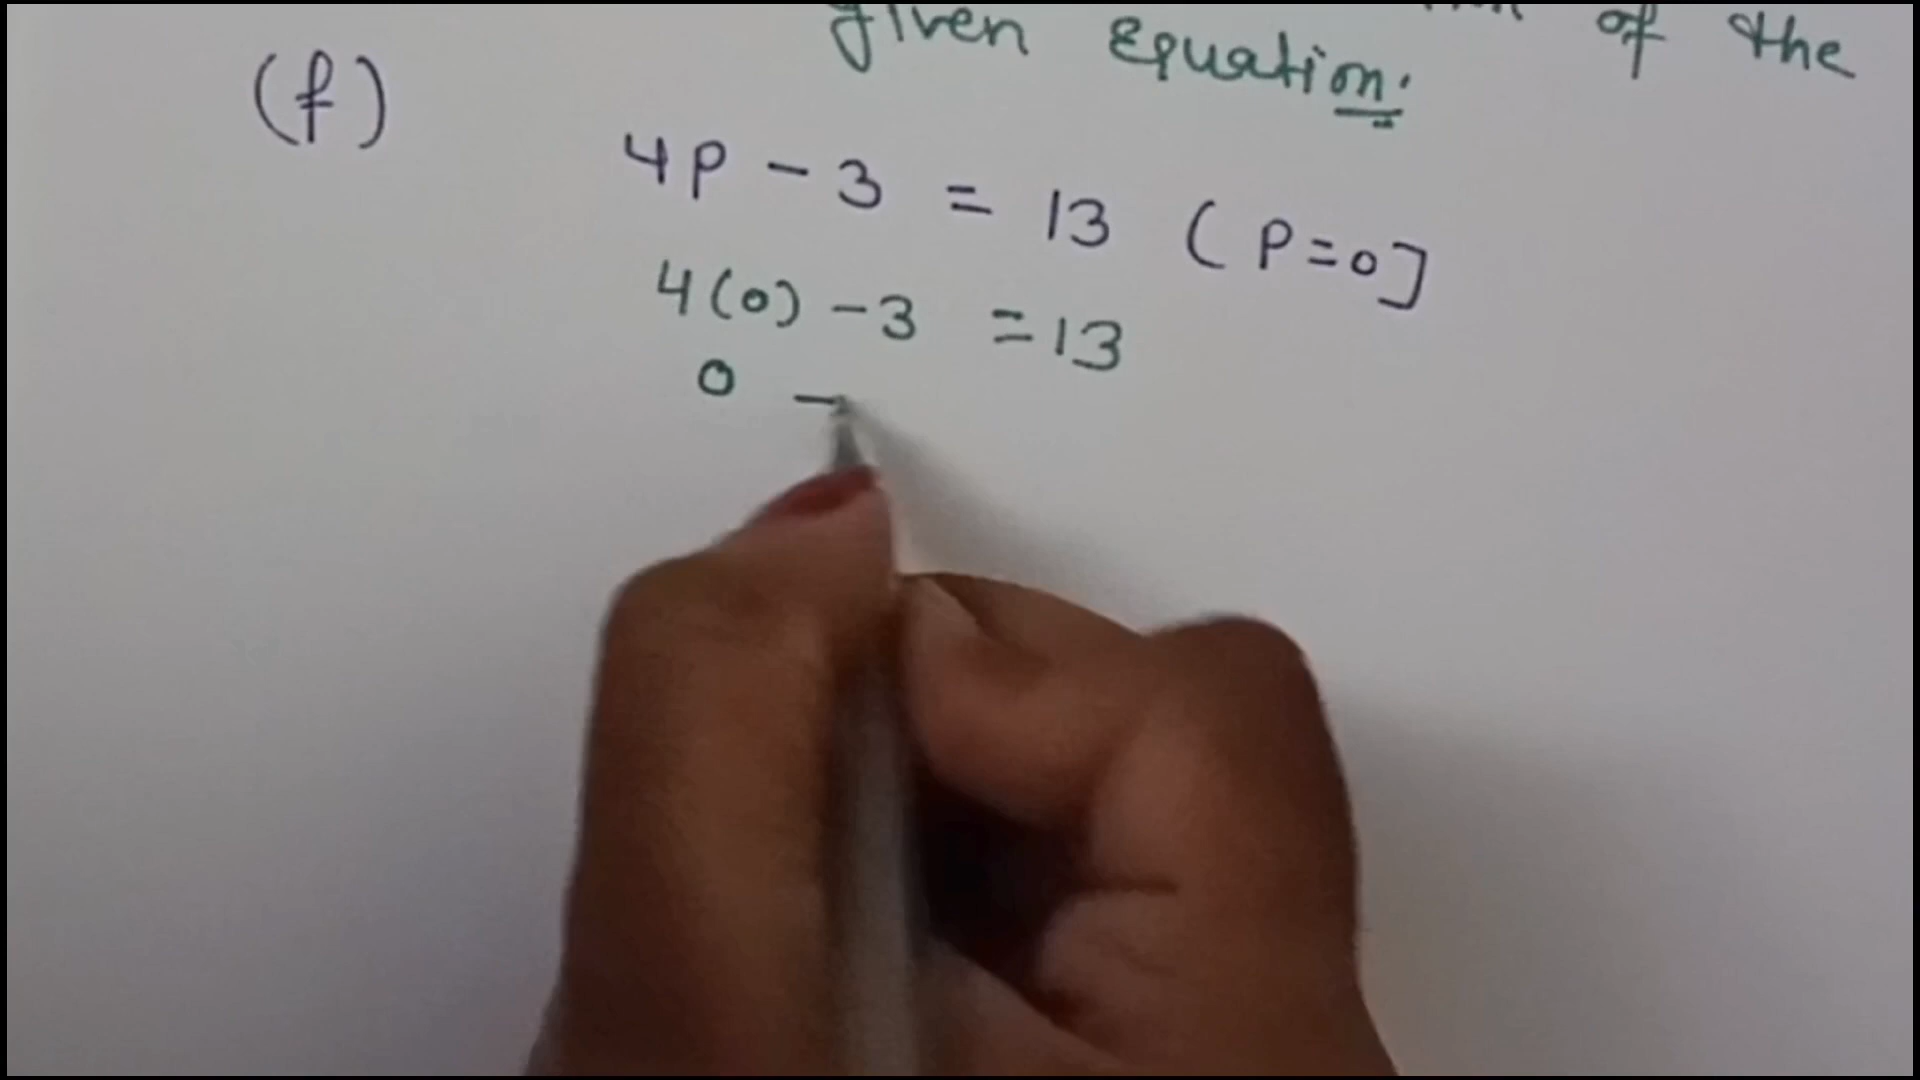 given Equation. of the
(f)
4P - 3 = 13 (P=0]
4(0) - 3 = 13
0 -